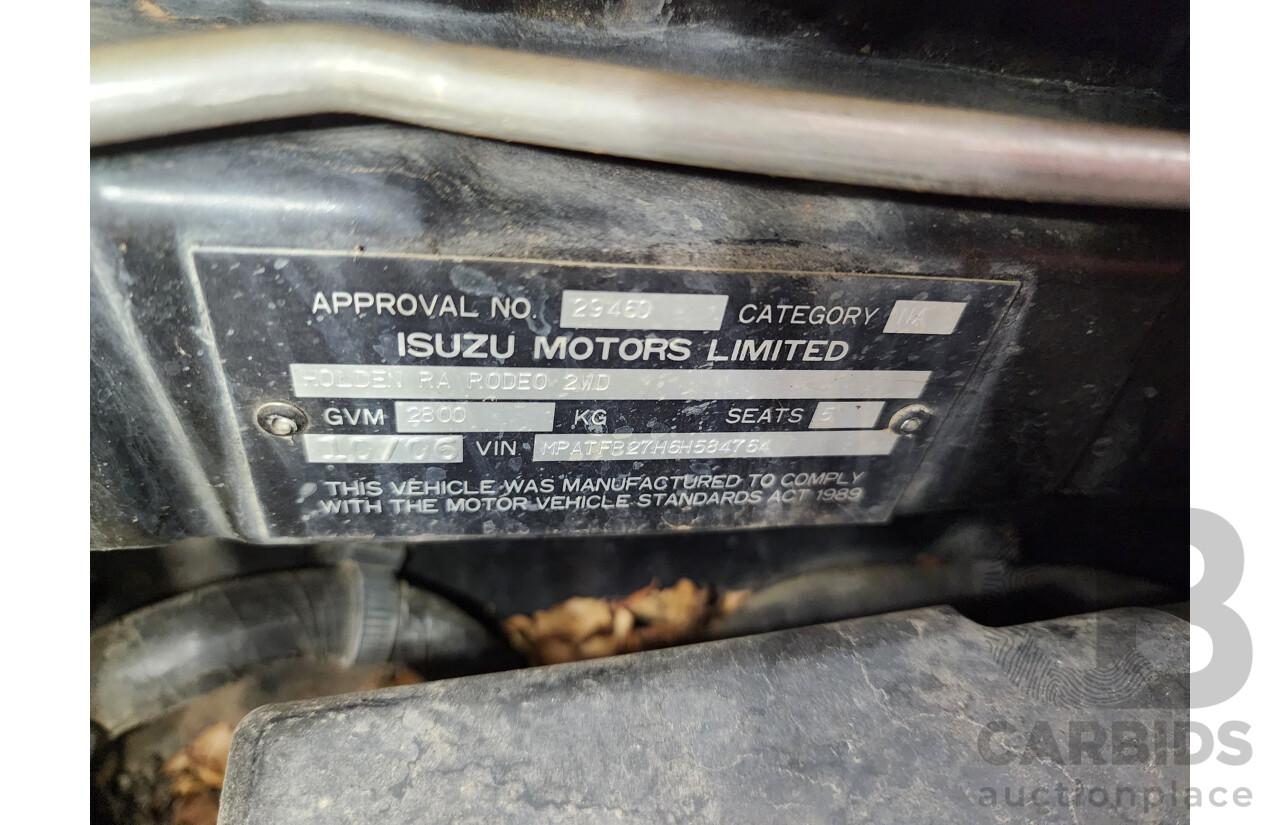 APPROVAL NO. 29460 CATEGORY NA
ISUZU MOTORS LIMITED
HOLDEN RA RODEO 2WD
GVM 2800 KG SEATS 5
10/06 VIN MPATFR27H6H584764
THIS VEHICLE WAS MANUFACTURED TO COMPLY
WITH THE MOTOR VEHICLE STANDARDS ACT 1989
B
CARBIDS
auctionplace